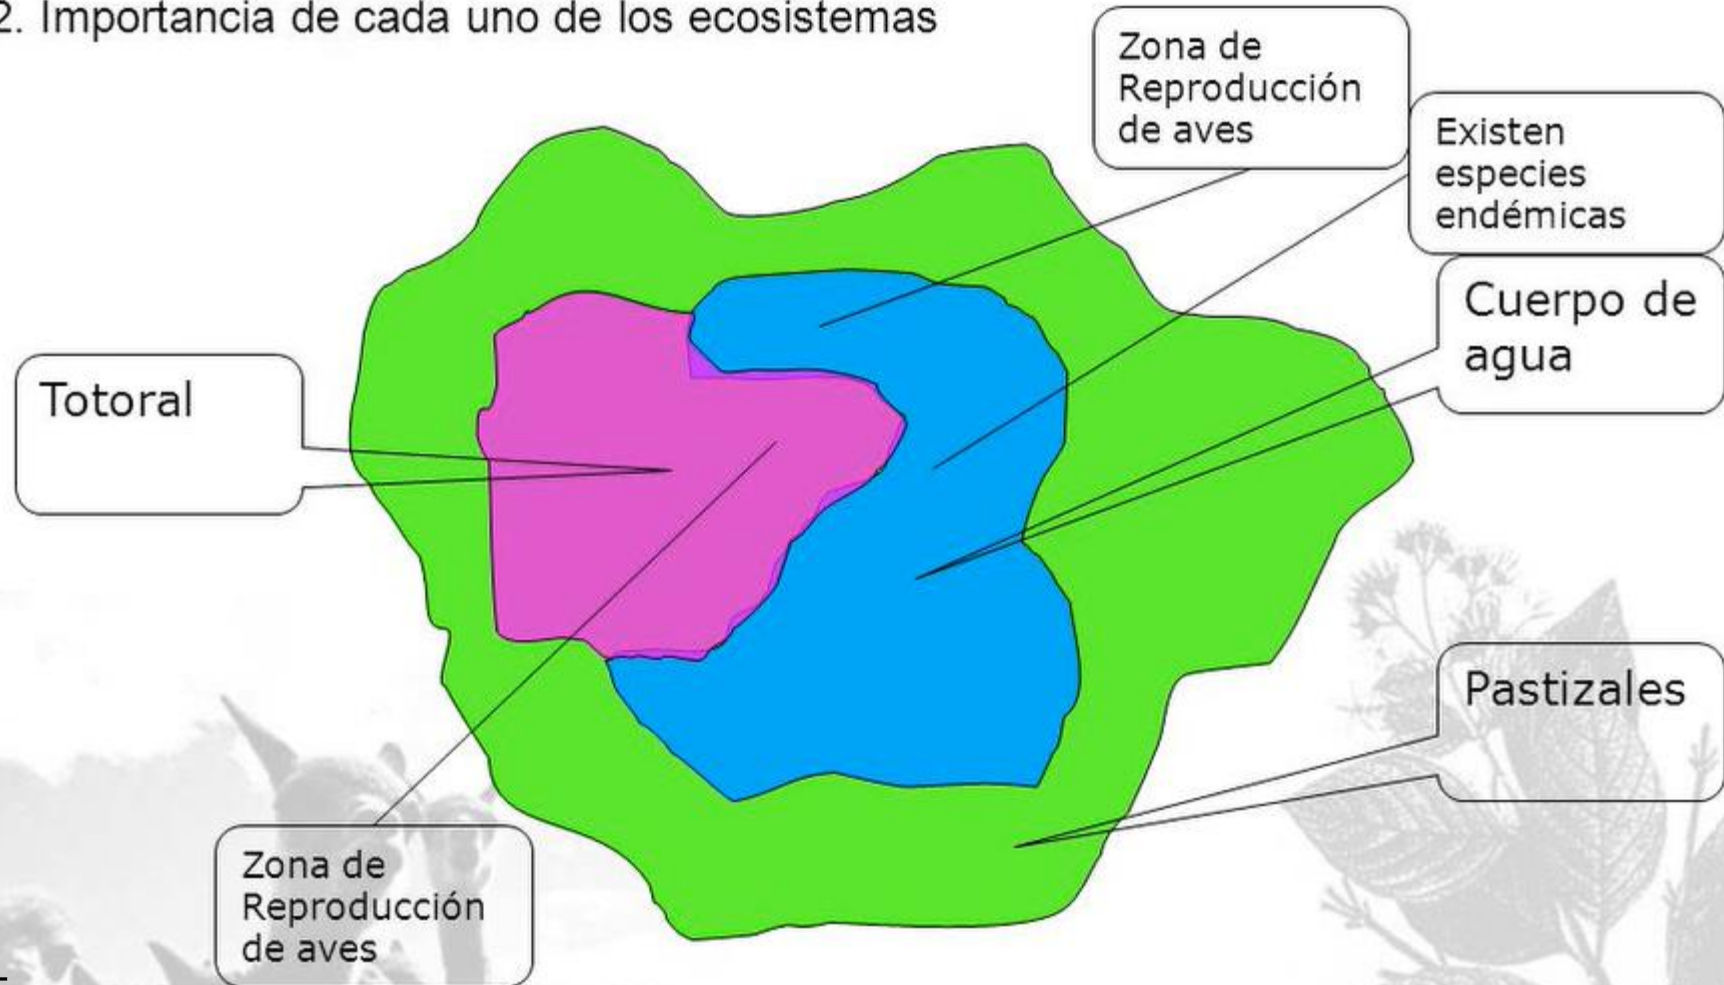 2. Importancia de cada uno de los ecosistemas
Zona de
Reproducción
de aves
Existen
especies
endémicas
Cuerpo de
agua
Totoral
Pastizales
Zona de
Reproducción
de aves